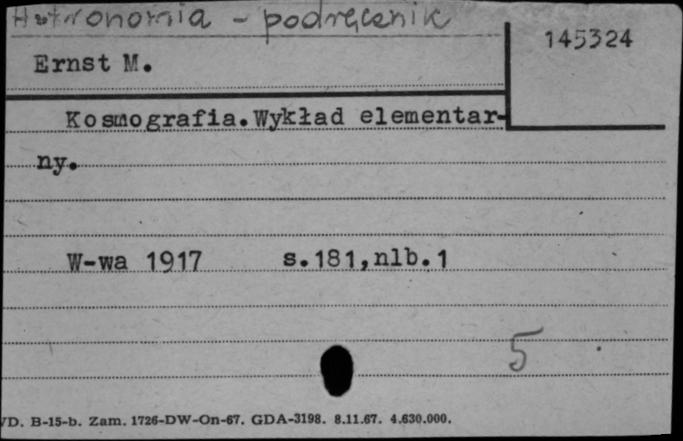 Astronomia - podręcznik
145324
Ernst M.
Kosmografia.Wykład elementar-
ny.
W-wa 1917 s.181,nlb.1
5
VD. B-15-b. Zam. 1726-DW-On-67. GDA-3198. 8.11.67. 4.630.000.